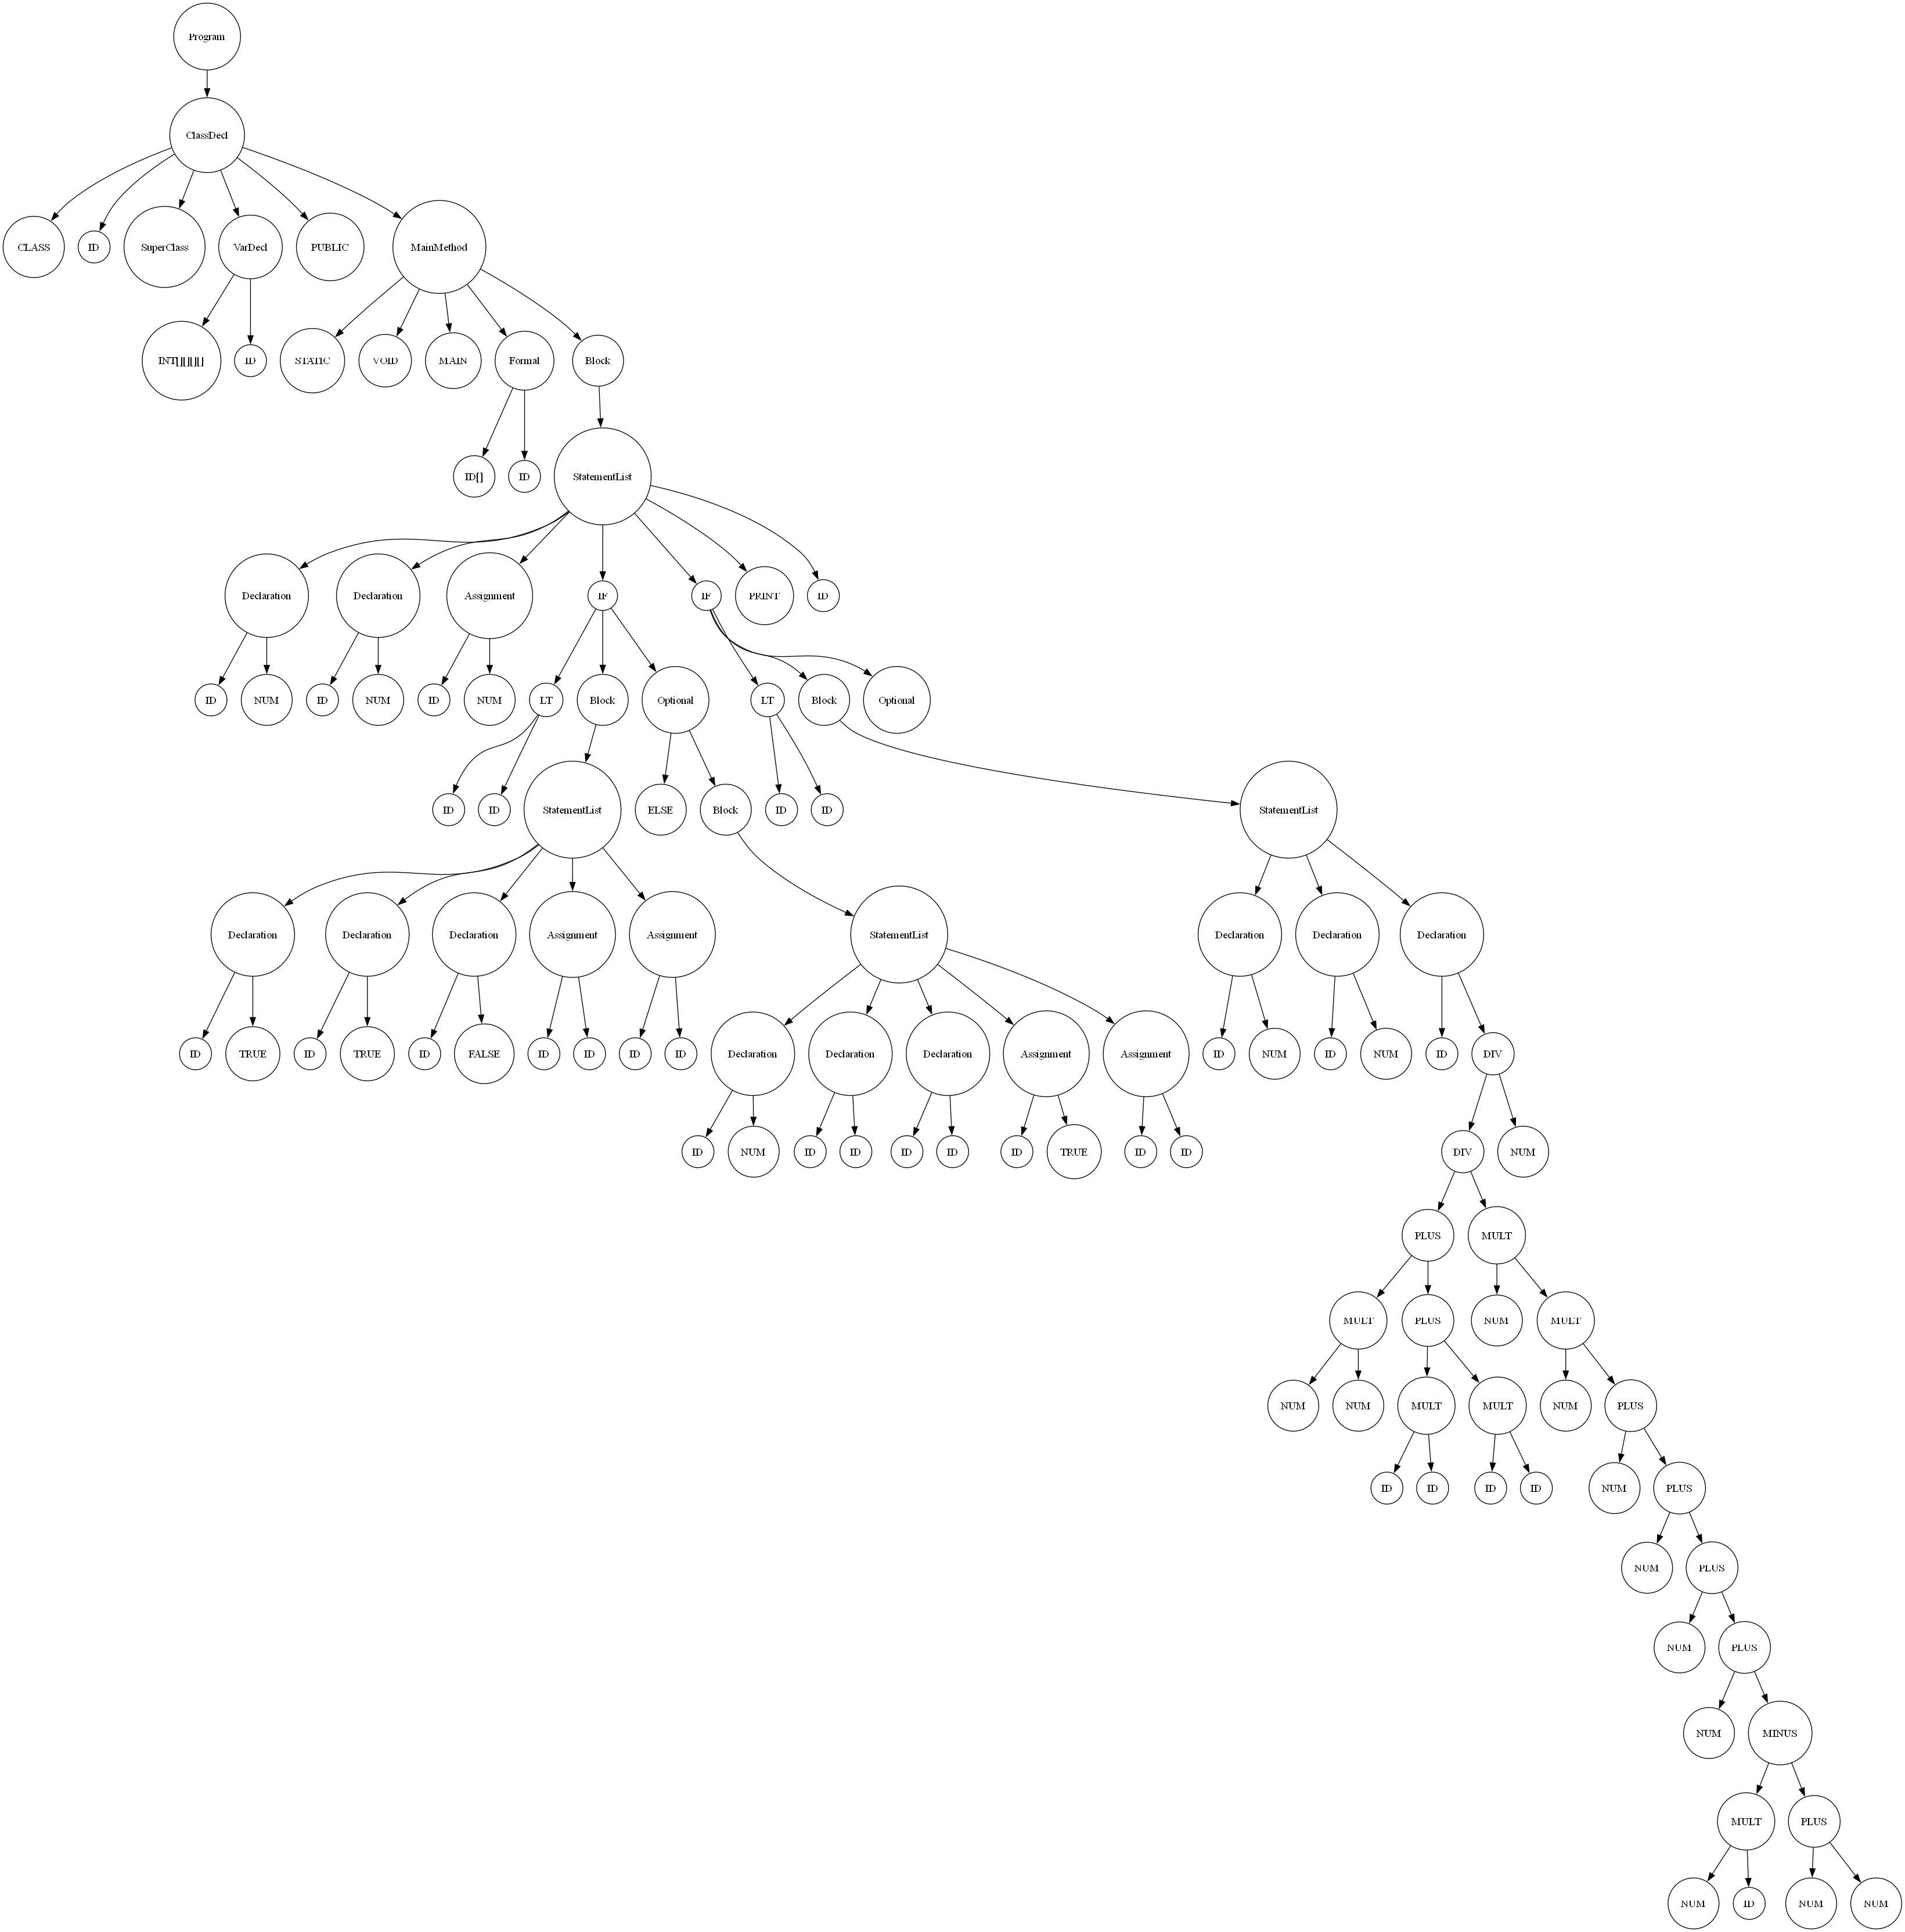 Program
ClassDecl
CLASS ID SuperClass VarDecl PUBLIC MainMethod
INT[][][][] ID STATIC VOID MAIN Formal Block
ID[] ID StatementList
Declaration Declaration Assignment IF IF PRINT ID
ID NUM ID NUM ID NUM LT Block Optional LT Block Optional
ID ID StatementList ELSE Block ID ID StatementList
Declaration Declaration Declaration Assignment Assignment StatementList Declaration Declaration Declaration
ID TRUE ID TRUE ID FALSE ID ID ID ID Declaration Declaration Declaration Assignment Assignment ID NUM ID NUM ID DIV
ID NUM ID ID ID ID ID TRUE ID ID DIV NUM
PLUS MULT
MULT PLUS NUM MULT
NUM NUM MULT MULT NUM PLUS
ID ID ID ID NUM PLUS
NUM PLUS
NUM PLUS
NUM MINUS
MULT PLUS
NUM ID NUM NUM